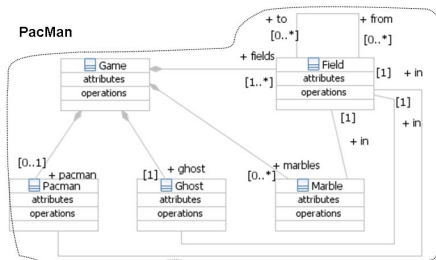 PacMan
+ to
+ from
[0..*]
[0..*]
+ fields
Game
attributes
operations
Field
attributes
operations
[1..*]
[1]
+ in
[1]
[1]
+ in
+ in
[0..1]
+ pacman
[1]
+ ghost
+ marbles
[0..*]
Pacman
attributes
operations
Ghost
attributes
operations
Marble
attributes
operations